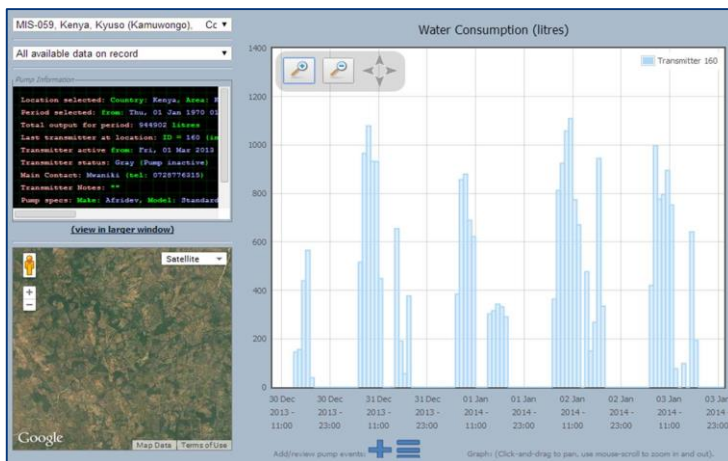 MIS-059, Kenya, Kyuso (Kamuwongo), Cc
All available data on record
Pump Information
Location selected: Country: Kenya, Area:
Period selected: from: Thu, 01 Jan 1970 01
Total output for period: 944902 litres
Last transmitter at location: ID = 160
Transmitter active from: Fri, 01 Mar 2013
Transmitter status: Gray (Pump inactive)
Main Contact: Mwaniki (tel: 0728776315)
Transmitter Notes: **
Pump specs: Make: Afridev, Model: Standard
(view in larger window)
Satellite
Google
Map Data
Terms of Use
Water Consumption (litres)
Transmitter 160
1400
1200
1000
800
600
400
200
0
30 Dec 30 Dec 31 Dec 31 Dec 01 Jan 01 Jan 02 Jan 02 Jan 03 Jan 03 Jan
2013 - 2013 - 2013 - 2013 - 2014 - 2014 - 2014 - 2014 - 2014 - 2014 -
11:00 23:00 11:00 23:00 11:00 23:00 11:00 23:00 11:00 23:00
Add/review pump events:
Graph: (Click-and-drag to pan, use mouse-scroll to zoom in and out).